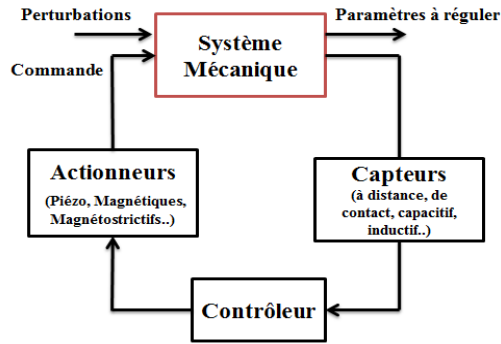 Perturbations
Paramètres à réguler
Système
Mécanique
Commande
Actionneurs
(Piézo, Magnétiques,
Magnétostrictifs..)
Capteurs
(à distance, de
contact, capacitif,
inductif..)
Contrôleur